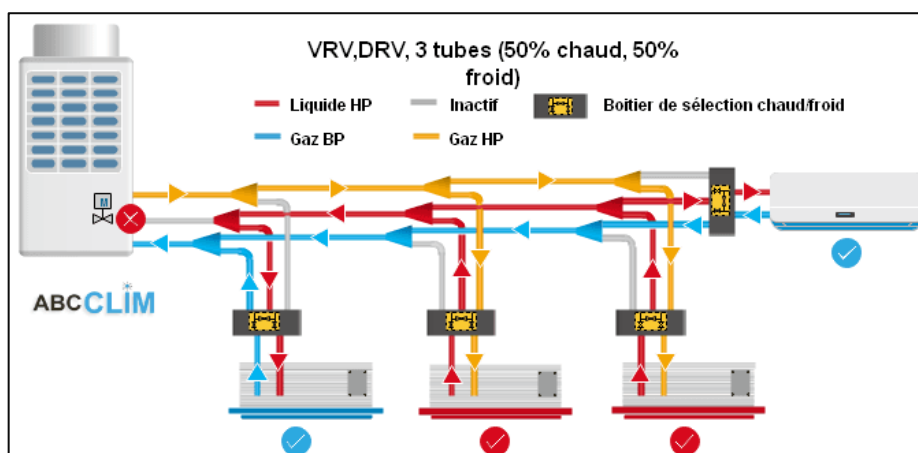 VRV,DRV, 3 tubes (50% chaud, 50%
froid)
Liquide HP
Inactif
Boitier de sélection chaud/froid
Gaz BP
Gaz HP
M
ABCCLIM